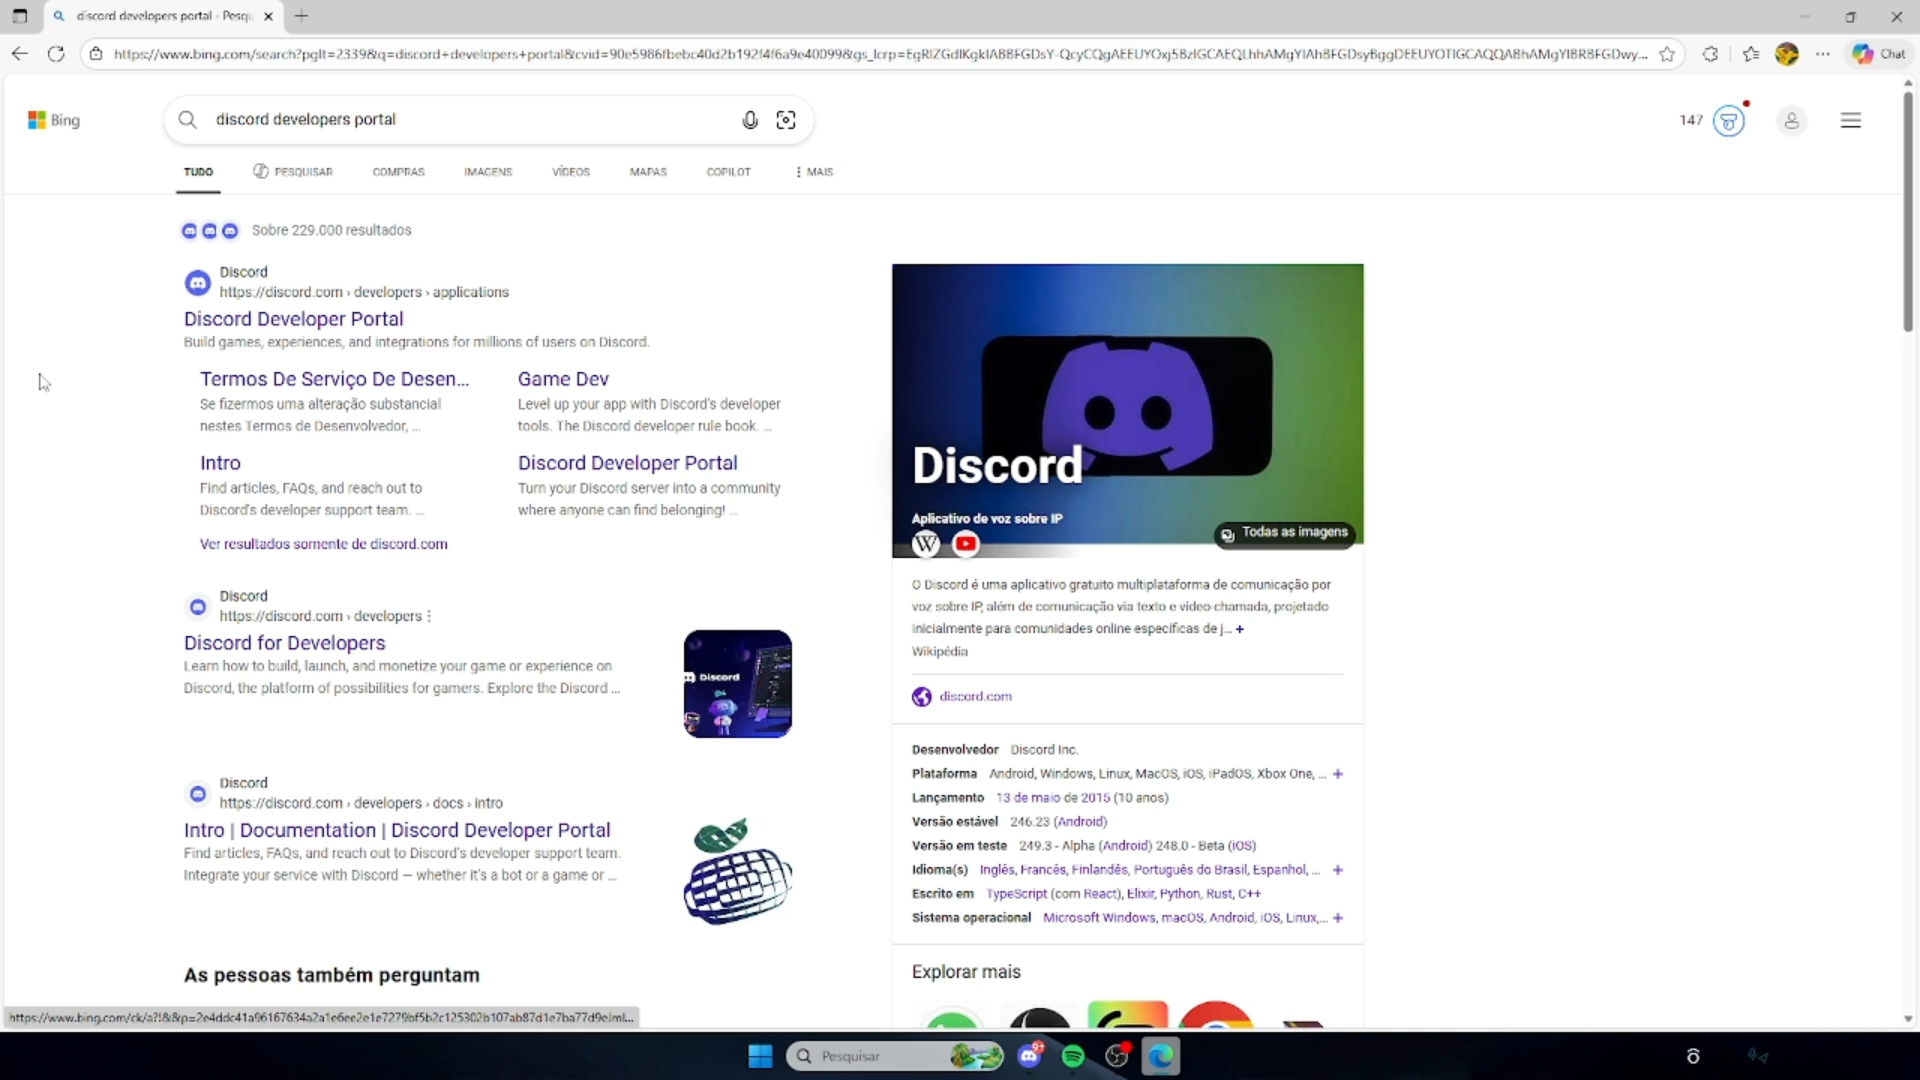 discord developers portal - Pesqu
https://www.bing.com/search?pglt=2339&q=discord+developers+portal&cvid=90e5986fbebc40d2b192f4f6a9e40099&gs_lcrp=EgRlZGdlKgkIABBFGDsY-QcyCQgAEEUYOxj5BzIGCAEQLhhAMgYIAhBFGDsyBggDEEUYOTIGCAQQABhAMgYIBRBFGDwy...
Chat
Bing
discord developers portal
147
TUDO
PESQUISAR
COMPRAS
IMAGENS
VÍDEOS
MAPAS
COPILOT
MAIS
Sobre 229.000 resultados
Discord
https://discord.com › developers › applications
Discord Developer Portal
Build games, experiences, and integrations for millions of users on Discord.
Termos De Serviço De Desen...
Se fizermos uma alteração substancial
nestes Termos de Desenvolvedor, ...
Game Dev
Level up your app with Discord's developer
tools. The Discord developer rule book. ...
Intro
Find articles, FAQs, and reach out to
Discord's developer support team. ...
Discord Developer Portal
Turn your Discord server into a community
where anyone can find belonging! ...
Ver resultados somente de discord.com
Discord
https://discord.com › developers
Discord for Developers
Learn how to build, launch, and monetize your game or experience on
Discord, the platform of possibilities for gamers. Explore the Discord ...
Discord
Discord
https://discord.com › developers › docs › intro
Intro | Documentation | Discord Developer Portal
Find articles, FAQs, and reach out to Discord's developer support team.
Integrate your service with Discord — whether it's a bot or a game or ...
As pessoas também perguntam
Discord
Aplicativo de voz sobre IP
W
Todas as imagens
O Discord é uma aplicativo gratuito multiplataforma de comunicação por
voz sobre IP, além de comunicação via texto e vídeo-chamada, projetado
inicialmente para comunidades online específicas de j... +
Wikipédia
discord.com
Desenvolvedor Discord Inc.
Plataforma Android, Windows, Linux, MacOS, iOS, iPadOS, Xbox One, ... +
Lançamento 13 de maio de 2015 (10 anos)
Versão estável 246.23 (Android)
Versão em teste 249.3 - Alpha (Android) 248.0 - Beta (iOS)
Idioma(s) Inglês, Francês, Finlandês, Português do Brasil, Espanhol, ... +
Escrito em TypeScript (com React), Elixir, Python, Rust, C++
Sistema operacional Microsoft Windows, macOS, Android, iOS, Linux,... +
Explorar mais
https://www.bing.com/ck/a?!&&p=2e4ddc41a96167634a2a1e6ee2e1e7279bf5b2c125302b107ab87d1e7ba77d9eJml...
Pesquisar
9+